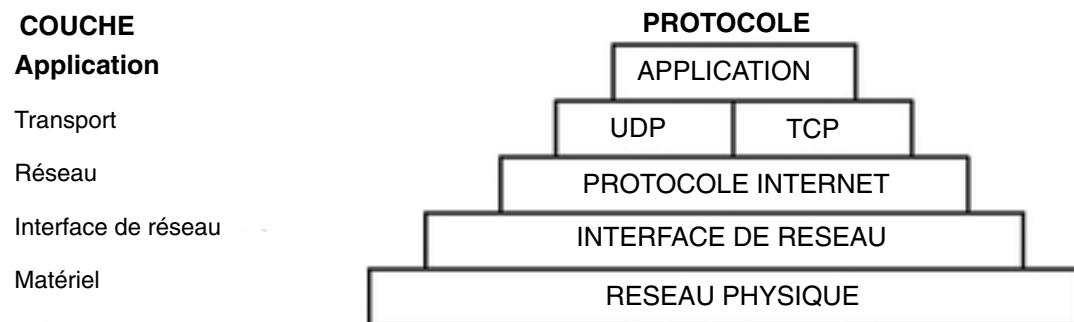 COUCHE PROTOCOLE
Application APPLICATION
Transport UDP TCP
Réseau PROTOCOLE INTERNET
Interface de réseau INTERFACE DE RESEAU
Matériel RESEAU PHYSIQUE